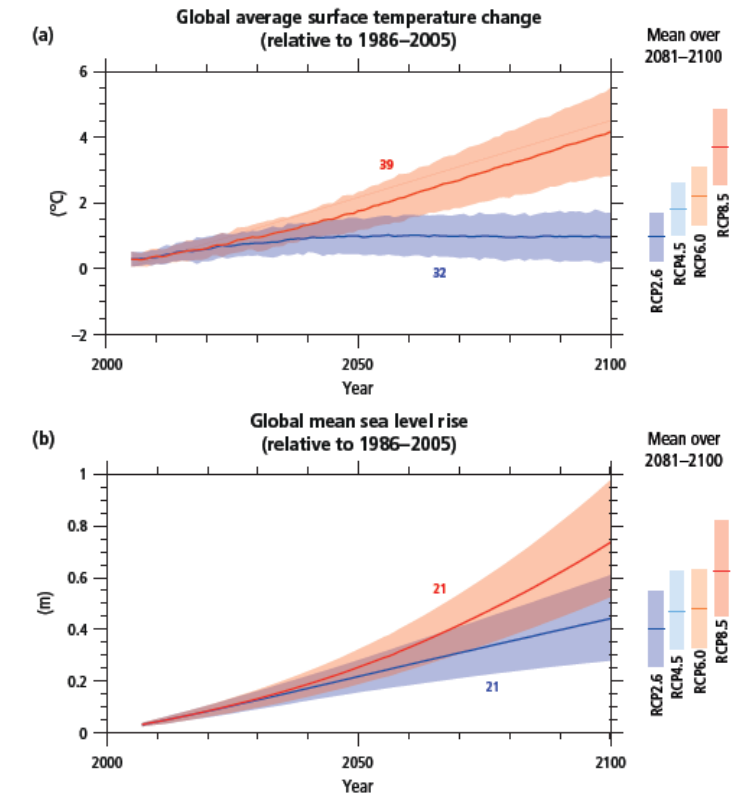 (a)
Global average surface temperature change
(relative to 1986–2005)
Mean over
2081–2100
6
4
2
0
–2
(°C)
39
32
2000
2050
2100
Year
RCP2.6
RCP4.5
RCP6.0
RCP8.5
(b)
Global mean sea level rise
(relative to 1986–2005)
Mean over
2081–2100
1
0.8
0.6
0.4
0.2
0
(m)
21
21
2000
2050
2100
Year
RCP2.6
RCP4.5
RCP6.0
RCP8.5